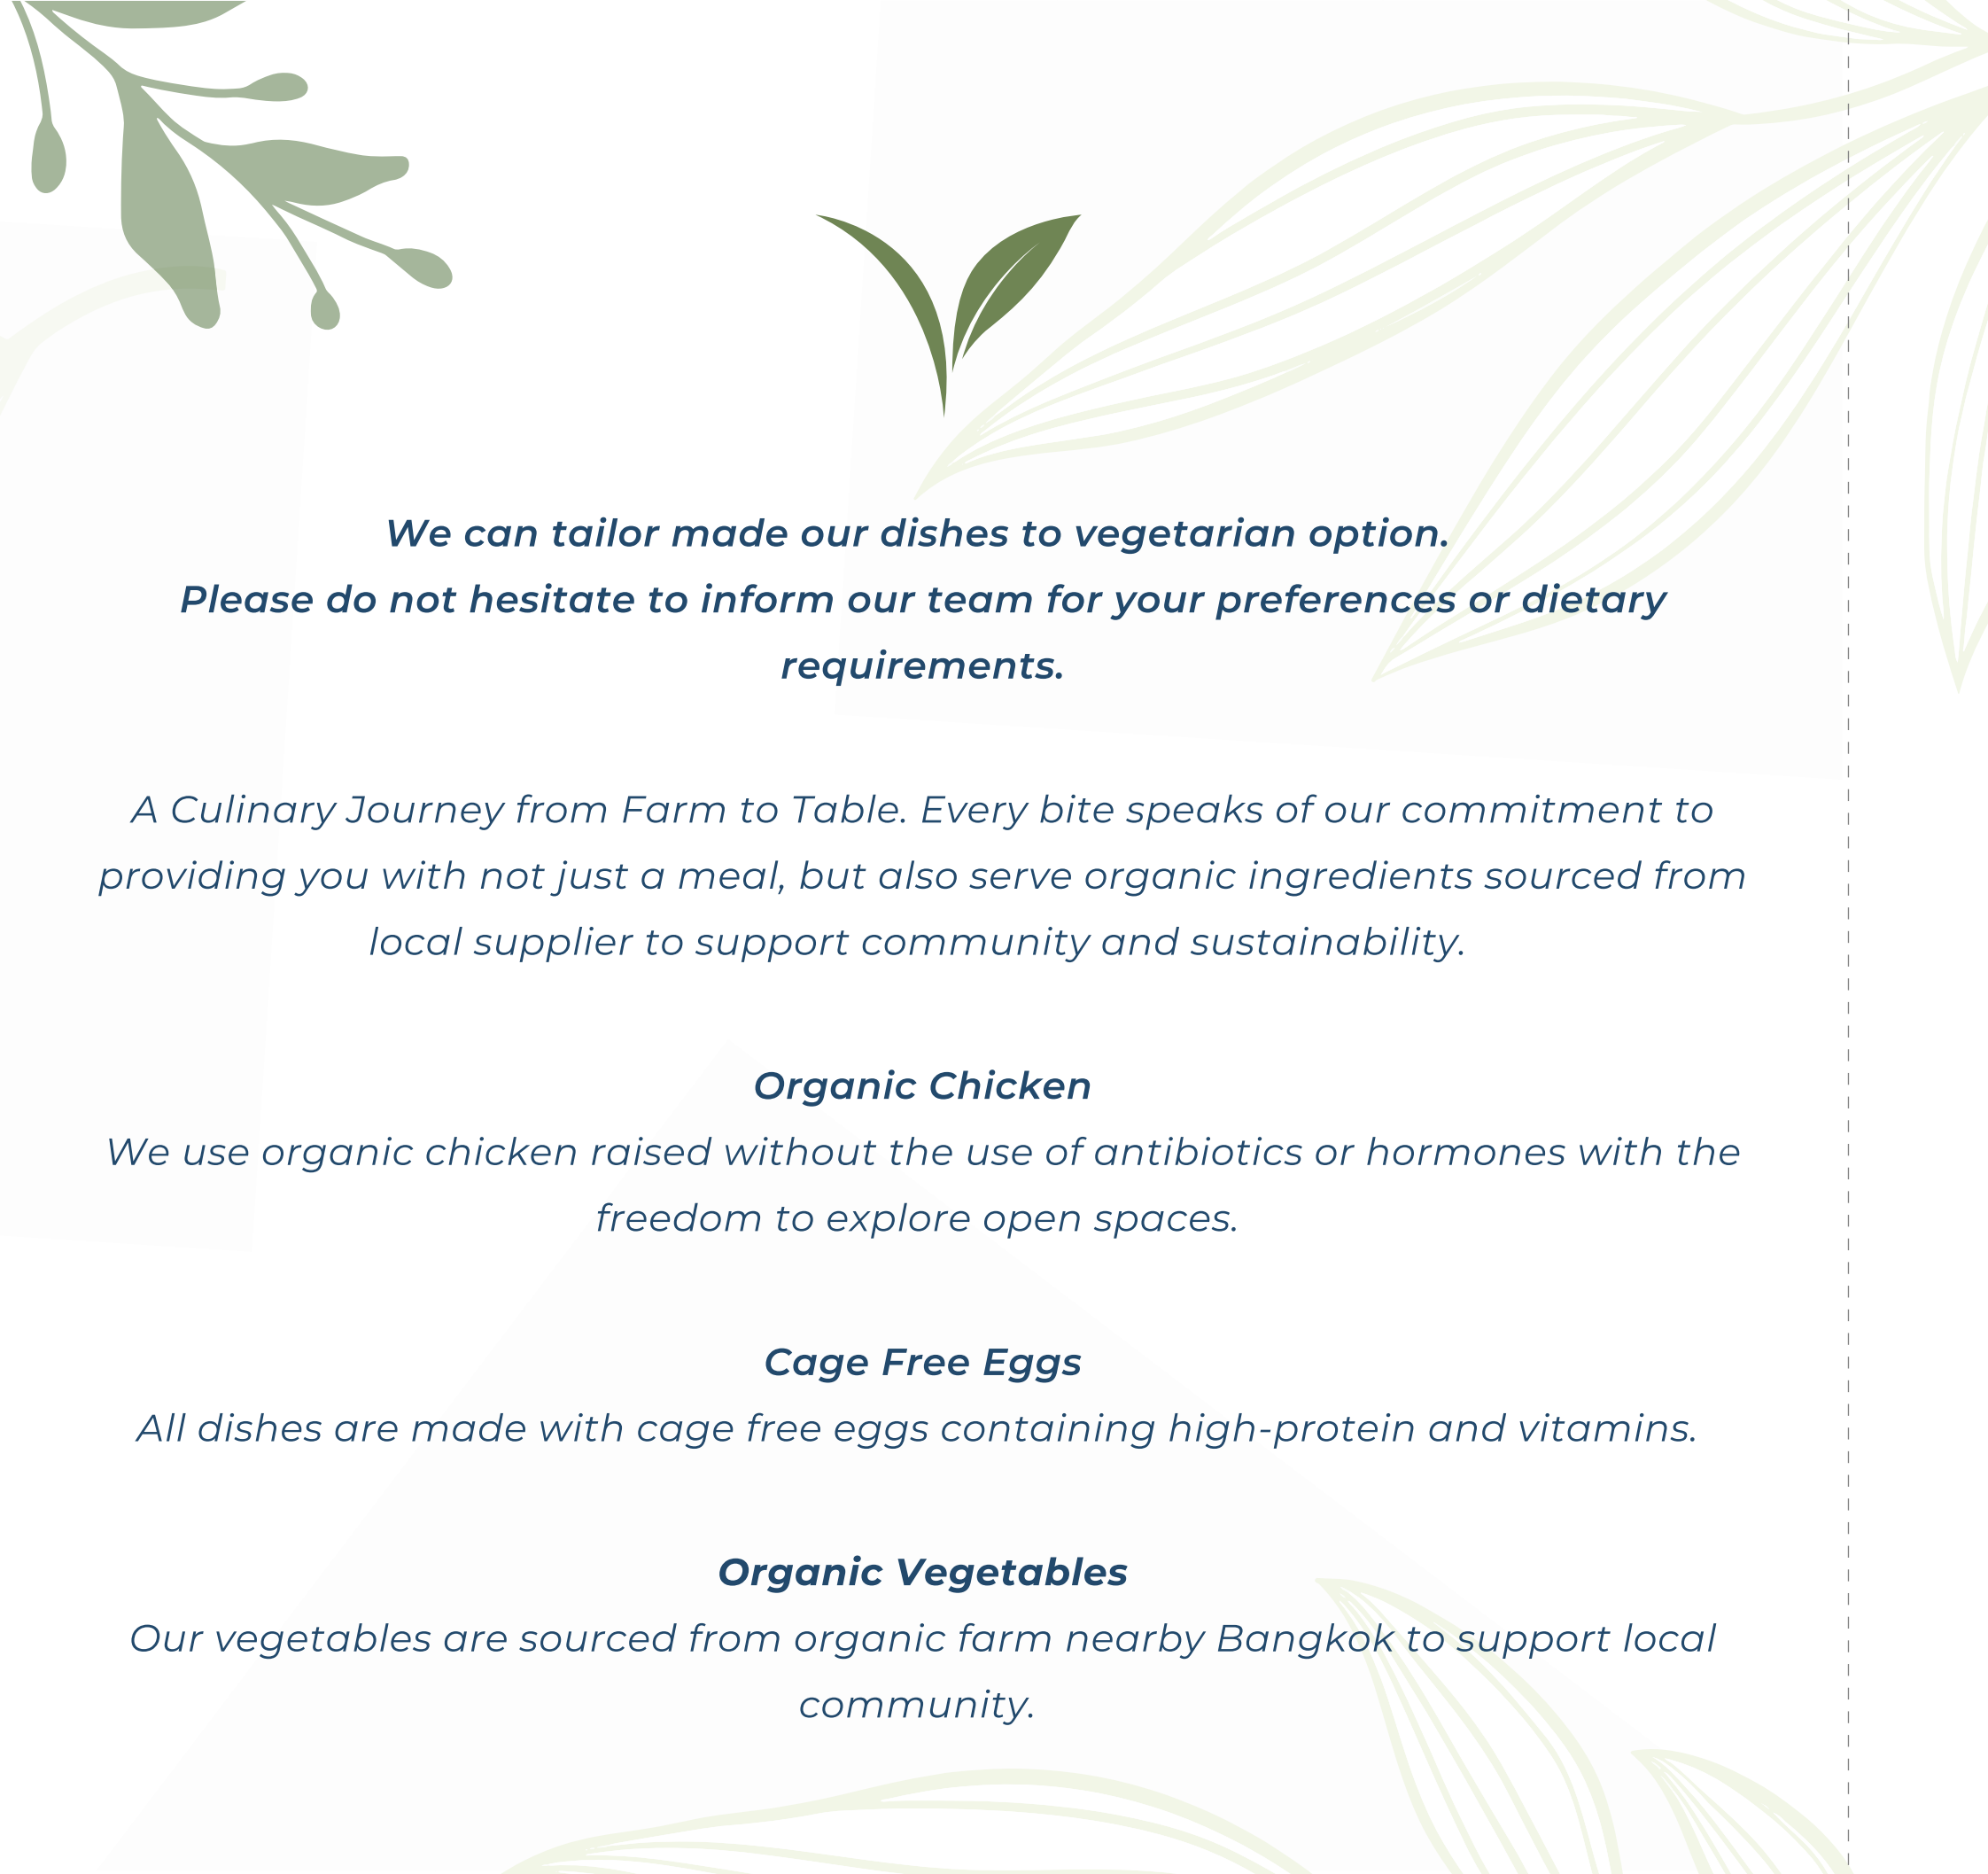 We can tailor made our dishes to vegetarian option.
Please do not hesitate to inform our team for your preferences or dietary
requirements.
A Culinary Journey from Farm to Table. Every bite speaks of our commitment to
providing you with not just a meal, but also serve organic ingredients sourced from
local supplier to support community and sustainability.
Organic Chicken
We use organic chicken raised without the use of antibiotics or hormones with the
freedom to explore open spaces.
Cage Free Eggs
All dishes are made with cage free eggs containing high-protein and vitamins.
Organic Vegetables
Our vegetables are sourced from organic farm nearby Bangkok to support local
community.